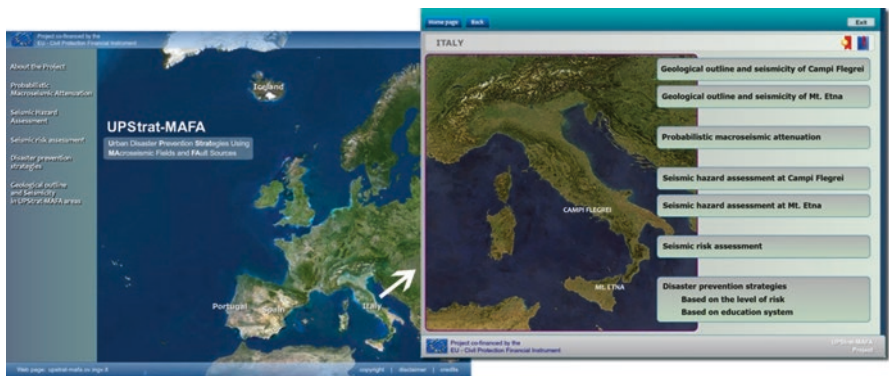 Project co-financed by the
EU - Civil Protection Financial Instrument
About the Project
Probabilistic
Macroseismic Attenuation
Seismic Hazard
Assessment
Seismic risk assessment
Disaster prevention
strategies
Geological outline
and Seismicity
in UPStrat-MAFA areas
UPStrat-MAFA
Urban Disaster Prevention Strategies Using
MAcroseismic Fields and FAult Sources
Iceland
Portugal
Spain
Italy
Web page: upstrat-mafa.ov.ingv.it
copyright | disclaimer | credits
Home page
Back
Exit
ITALY
Geological outline and seismicity of Campi Flegrei
Geological outline and seismicity of Mt. Etna
Probabilistic macroseismic attenuation
Seismic hazard assessment at Campi Flegrei
Seismic hazard assessment at Mt. Etna
Seismic risk assessment
Disaster prevention strategies
Based on the level of risk
Based on education system
CAMPI FLEGREI
Mt. ETNA
Project co-financed by the
EU - Civil Protection Financial Instrument
UPStrat-MAFA
Project